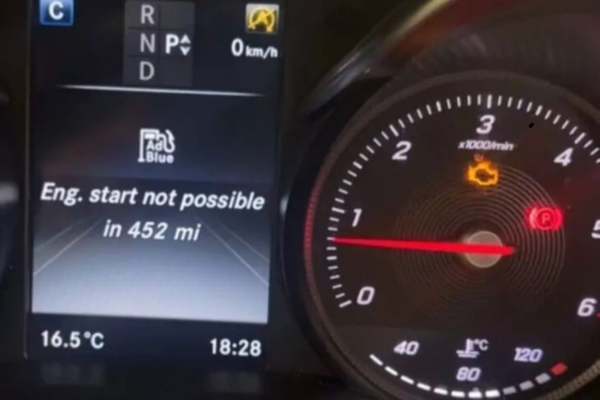 C
R
N P
D
0 km/h
Ad
Blue
Eng. start not possible
in 452 mi
16.5°C
18:28
0
1
2
3
4
5
6
x1000/min
P
40
°C
120
80